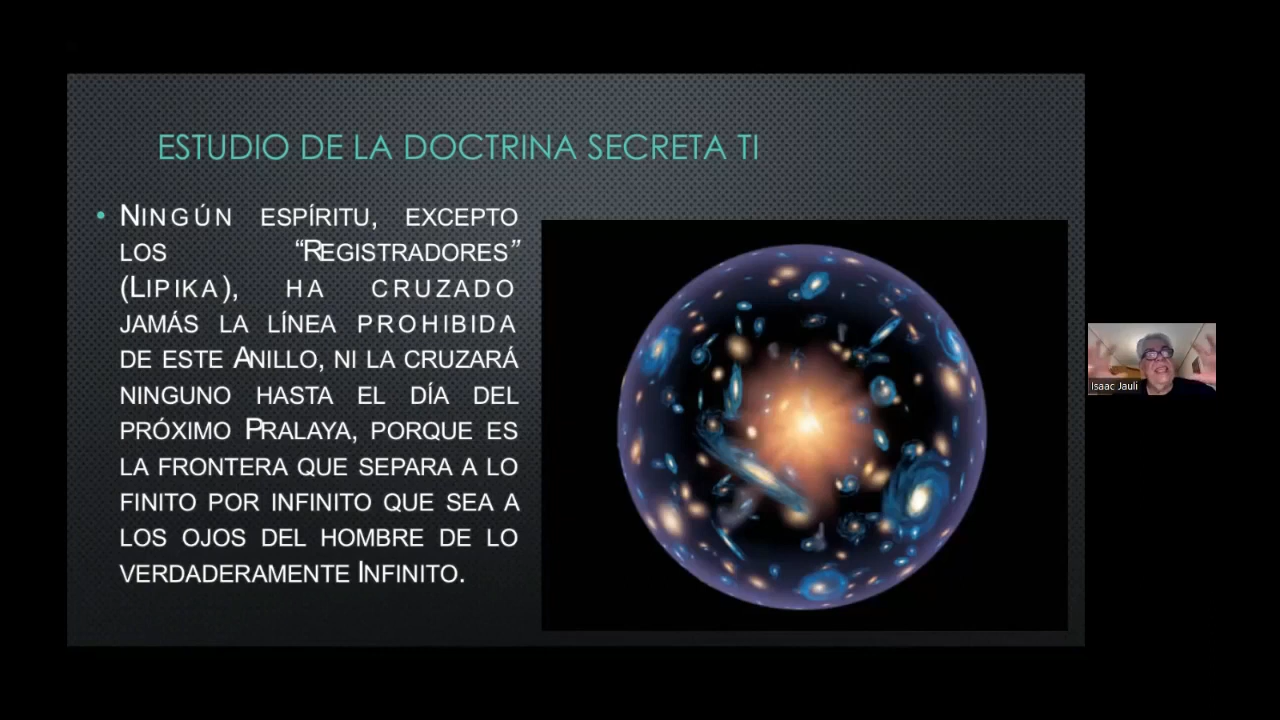 ESTUDIO DE LA DOCTRINA SECRETA TI
• NINGÚN ESPÍRITU, EXCEPTO
LOS “REGISTRADORES”
(LIPIKA), HA CRUZADO
JAMÁS LA LÍNEA PROHIBIDA
DE ESTE ANILLO, NI LA CRUZARÁ
NINGUNO HASTA EL DÍA DEL
PRÓXIMO PRALAYA, PORQUE ES
LA FRONTERA QUE SEPARA A LO
FINITO POR INFINITO QUE SEA A
LOS OJOS DEL HOMBRE DE LO
VERDADERAMENTE INFINITO.
Isaac Jauli